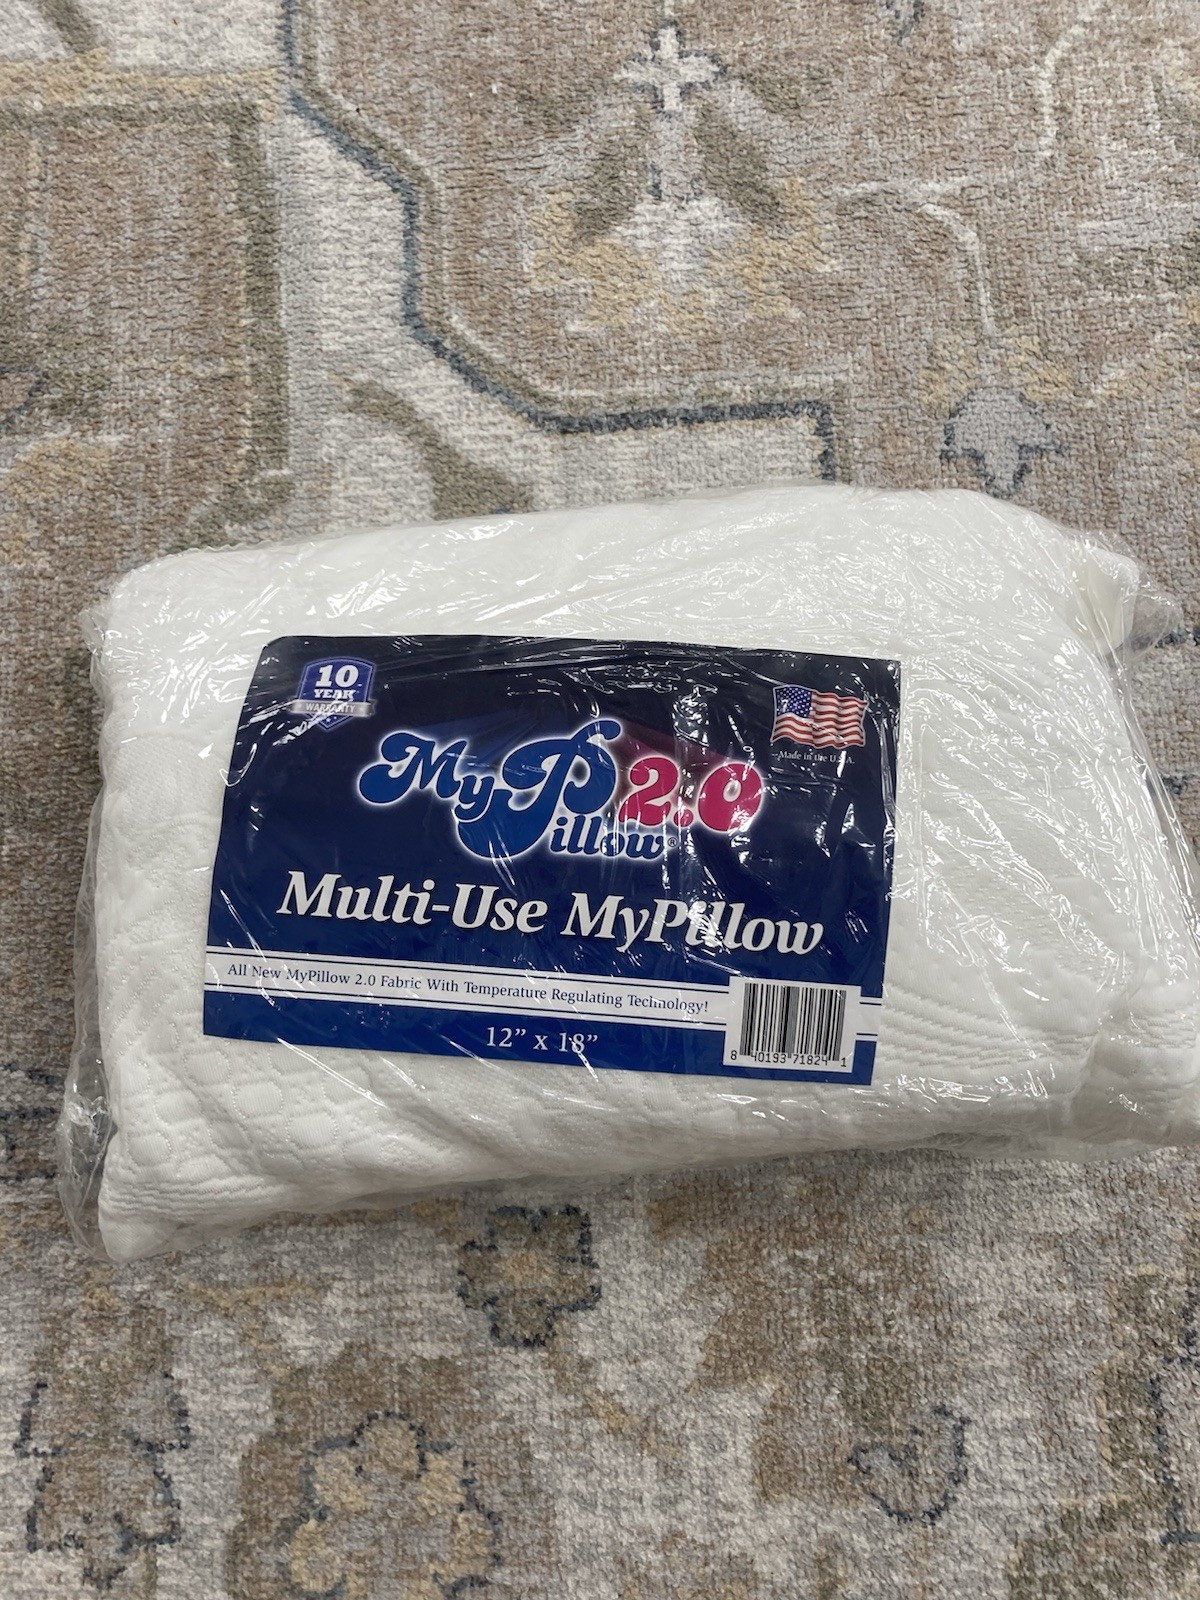 10
YEAR
WARRANTY
Made in the U.S.A.
MyPillow® 2.0
Multi-Use MyPillow
All New MyPillow 2.0 Fabric With Temperature Regulating Technology!
12” x 18”
8 40193 71824 1